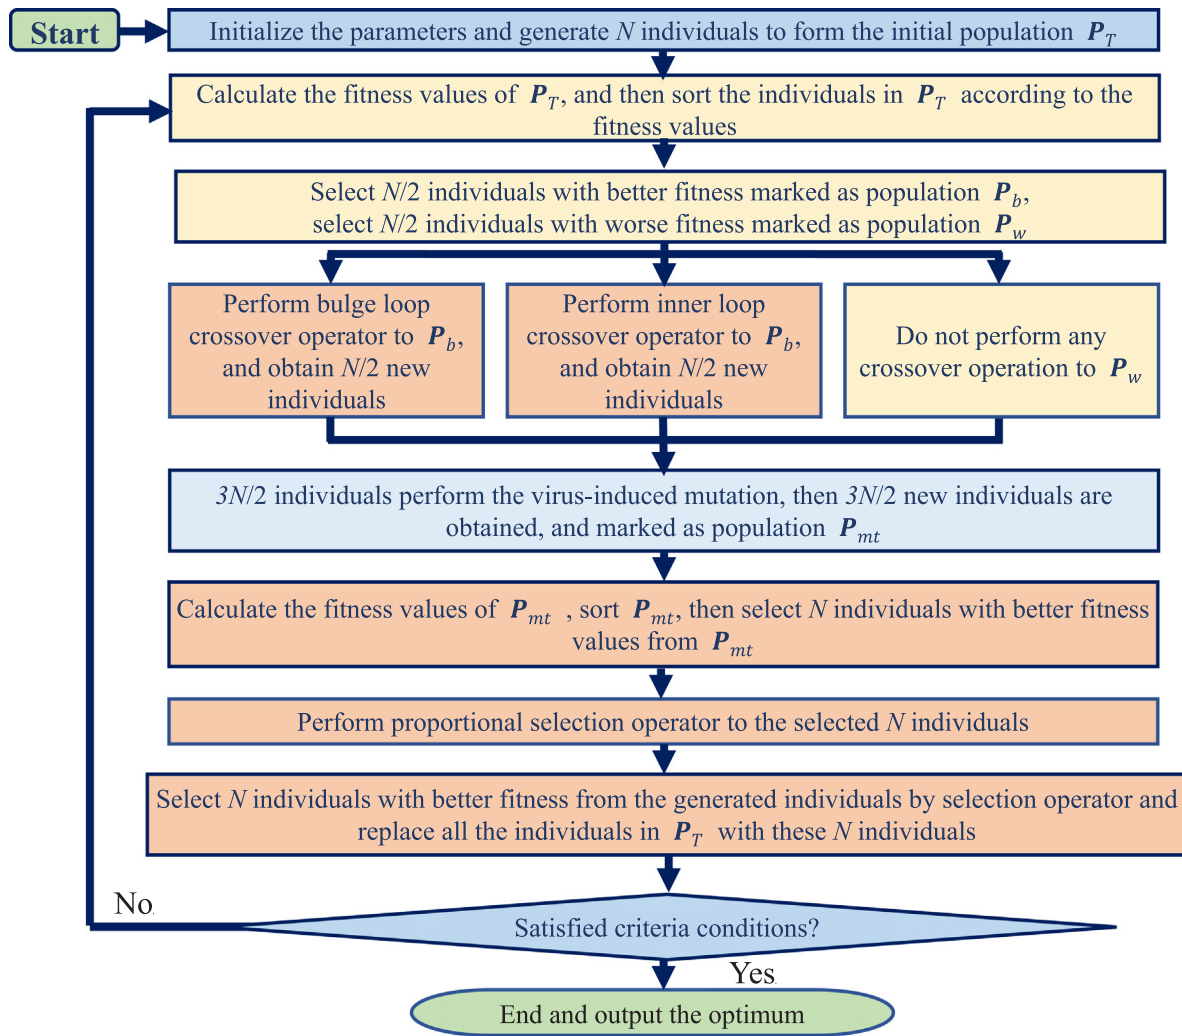 Start
Initialize the parameters and generate N individuals to form the initial population P_T
Calculate the fitness values of P_T, and then sort the individuals in P_T according to the
fitness values
Select N/2 individuals with better fitness marked as population P_b,
select N/2 individuals with worse fitness marked as population P_w
Perform bulge loop
crossover operator to P_b,
and obtain N/2 new
individuals
Perform inner loop
crossover operator to P_b,
and obtain N/2 new
individuals
Do not perform any
crossover operation to P_w
3N/2 individuals perform the virus-induced mutation, then 3N/2 new individuals are
obtained, and marked as population P_mt
Calculate the fitness values of P_mt , sort P_mt, then select N individuals with better fitness
values from P_mt
Perform proportional selection operator to the selected N individuals
Select N individuals with better fitness from the generated individuals by selection operator and
replace all the individuals in P_T with these N individuals
No
Satisfied criteria conditions?
Yes
End and output the optimum